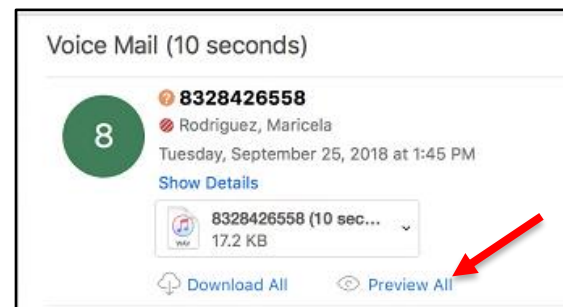 Voice Mail (10 seconds)
8
8328426558
Rodriguez, Maricela
Tuesday, September 25, 2018 at 1:45 PM
Show Details
8328426558 (10 sec...
WAV
17.2 KB
Download All Preview All